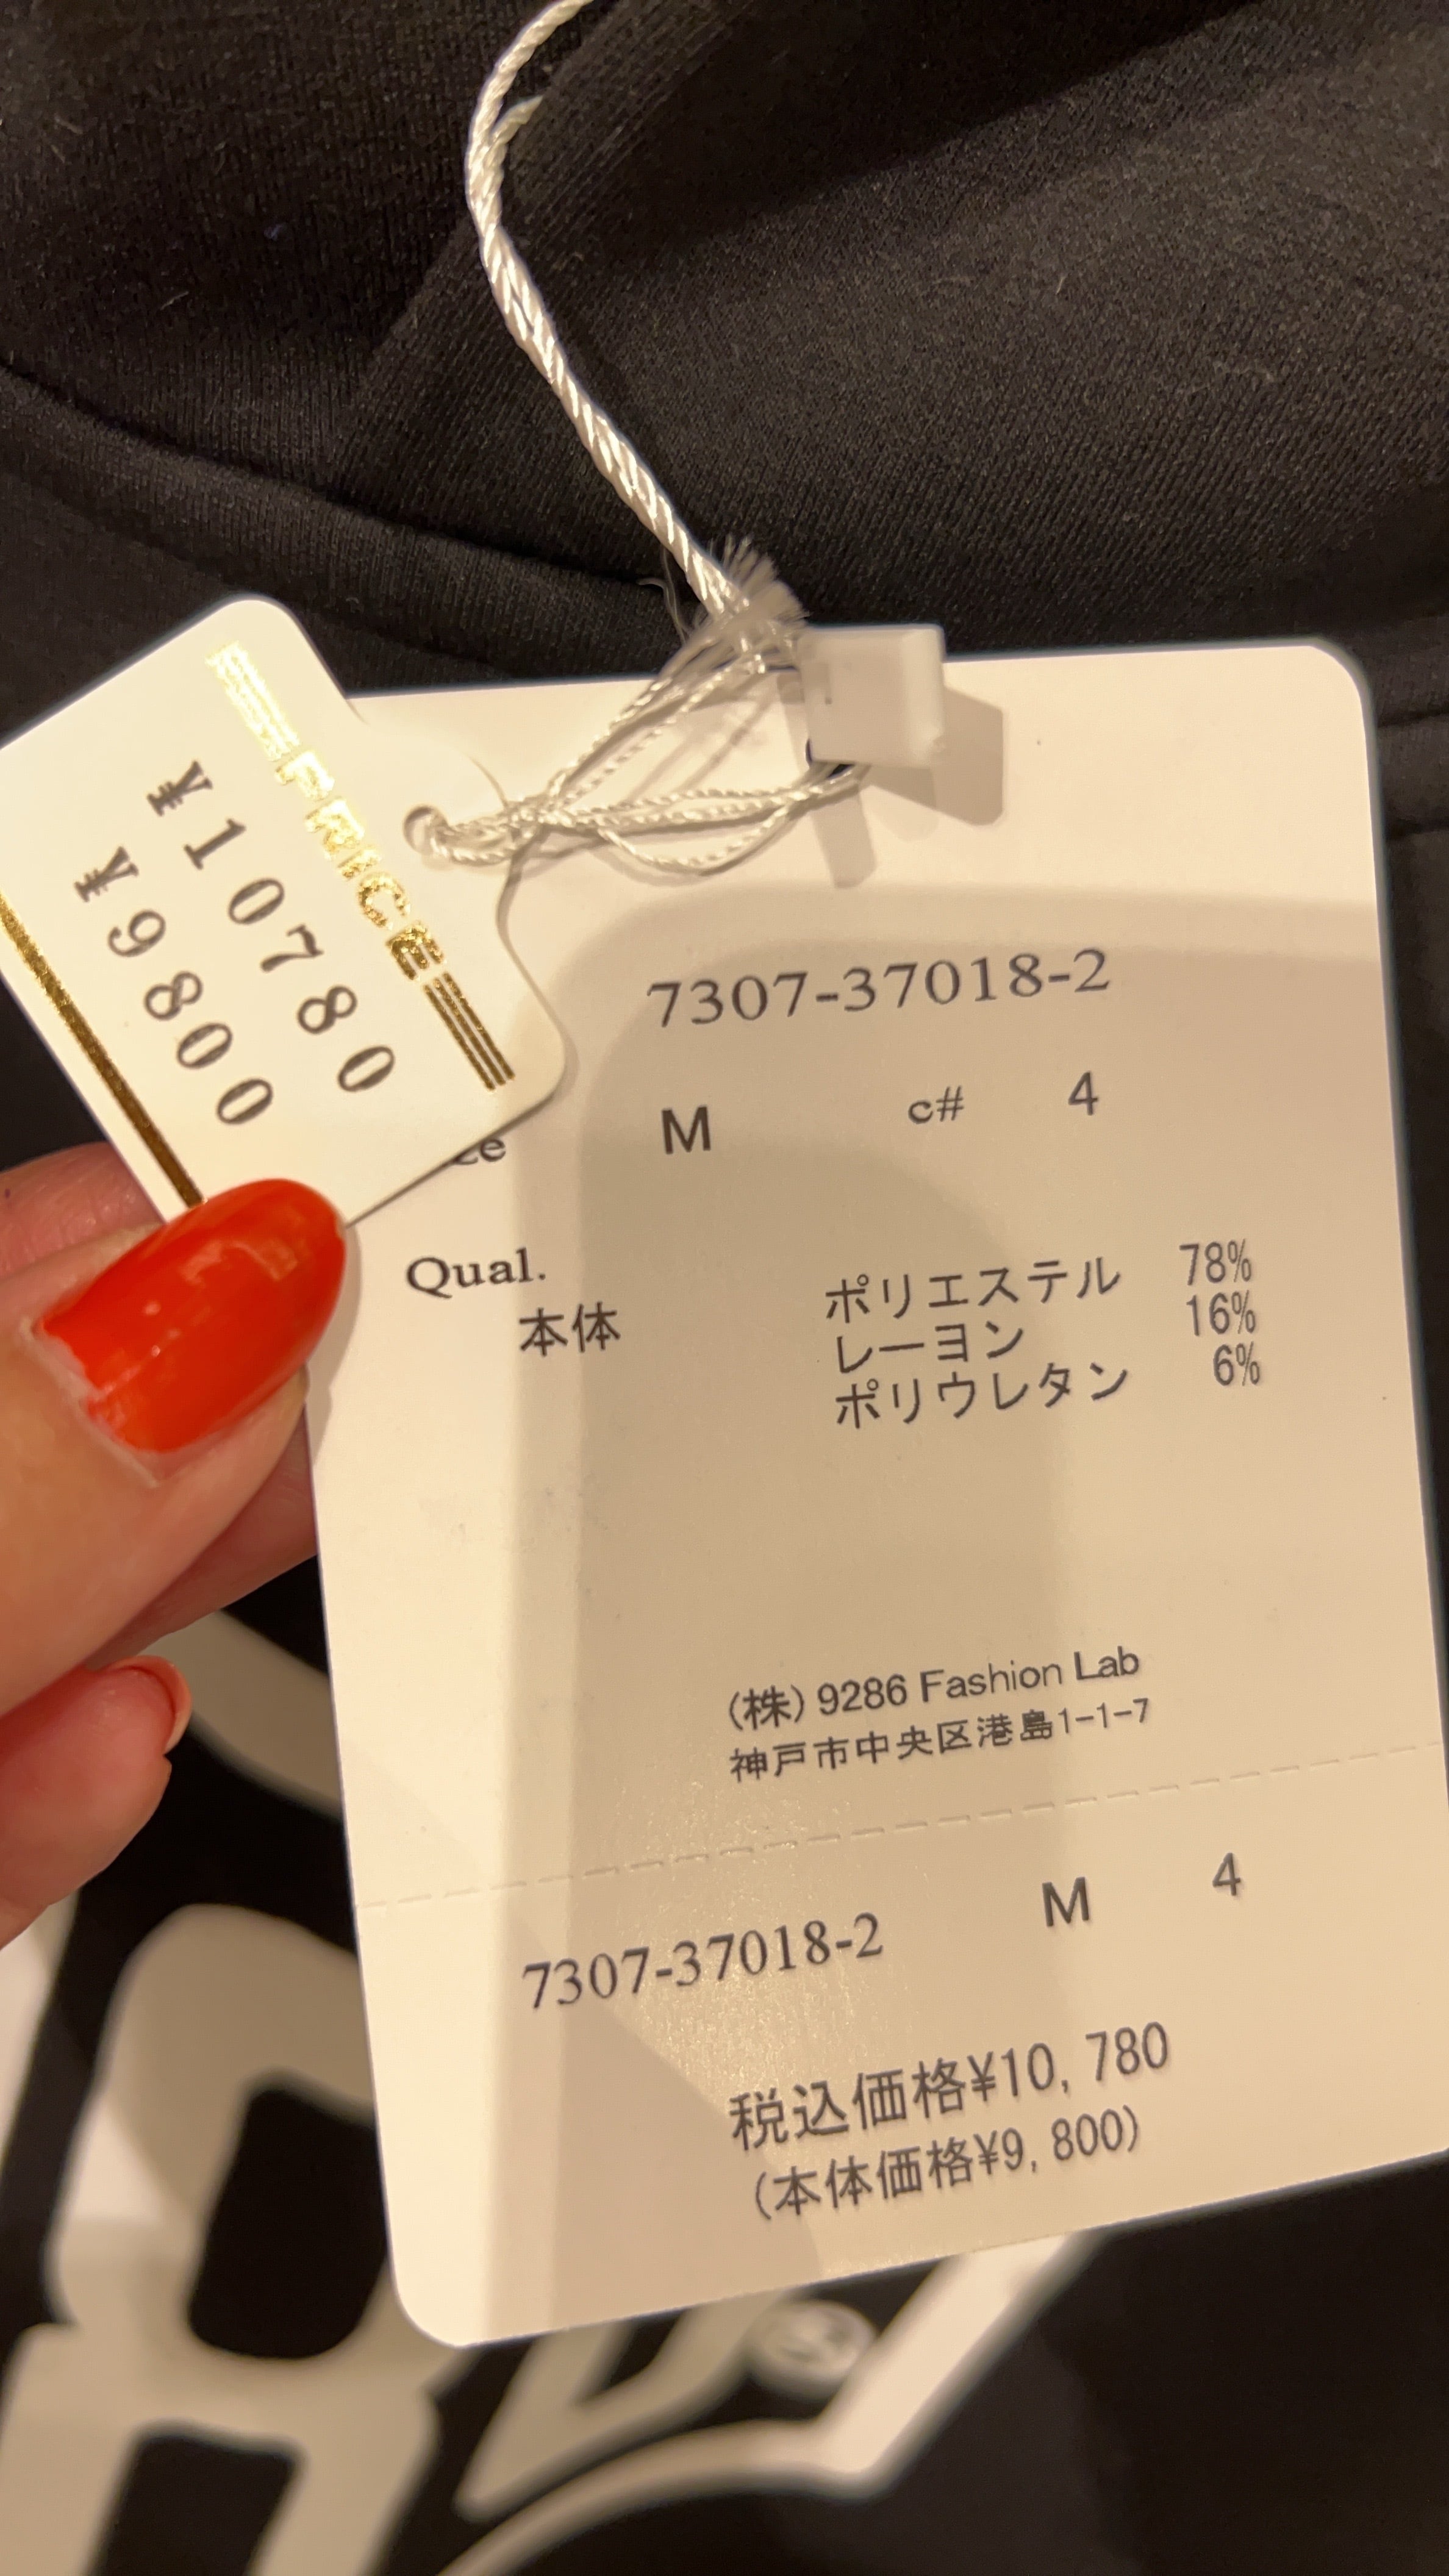 PRICE
¥10780
¥9800
7307-37018-2
M c# 4
Qual.
本体
ポリエステル 78%
レーヨン 16%
ポリウレタン 6%
(株) 9286 Fashion Lab
神戸市中央区港島1-1-7
7307-37018-2 M 4
税込価格¥10,780
(本体価格¥9,800)